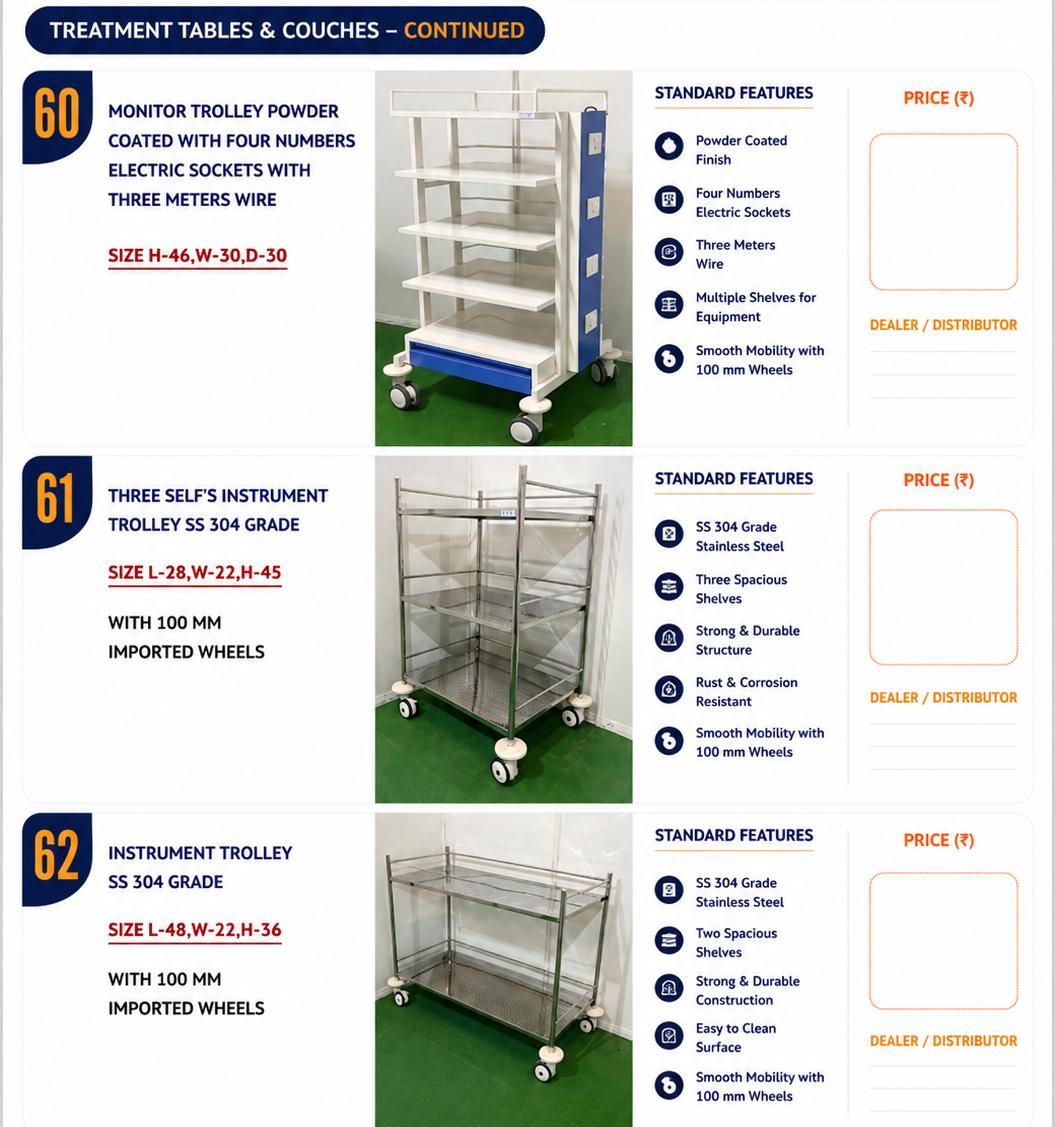 TREATMENT TABLES & COUCHES – CONTINUED
60
MONITOR TROLLEY POWDER
COATED WITH FOUR NUMBERS
ELECTRIC SOCKETS WITH
THREE METERS WIRE
SIZE H-46,W-30,D-30
STANDARD FEATURES
Powder Coated
Finish
Four Numbers
Electric Sockets
Three Meters
Wire
Multiple Shelves for
Equipment
Smooth Mobility with
100 mm Wheels
PRICE (₹)
DEALER / DISTRIBUTOR
61
THREE SELF'S INSTRUMENT
TROLLEY SS 304 GRADE
SIZE L-28,W-22,H-45
WITH 100 MM
IMPORTED WHEELS
STANDARD FEATURES
SS 304 Grade
Stainless Steel
Three Spacious
Shelves
Strong & Durable
Structure
Rust & Corrosion
Resistant
Smooth Mobility with
100 mm Wheels
PRICE (₹)
DEALER / DISTRIBUTOR
62
INSTRUMENT TROLLEY
SS 304 GRADE
SIZE L-48,W-22,H-36
WITH 100 MM
IMPORTED WHEELS
STANDARD FEATURES
SS 304 Grade
Stainless Steel
Two Spacious
Shelves
Strong & Durable
Construction
Easy to Clean
Surface
Smooth Mobility with
100 mm Wheels
PRICE (₹)
DEALER / DISTRIBUTOR